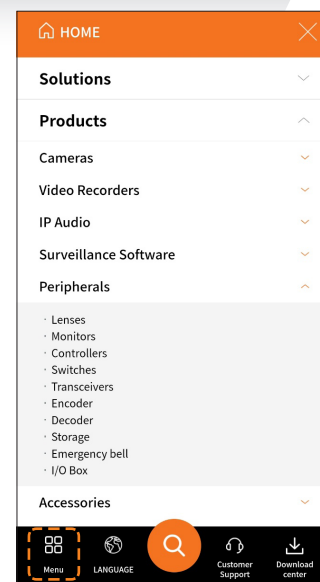 HOME
Solutions
Products
Cameras
Video Recorders
IP Audio
Surveillance Software
Peripherals
· Lenses
· Monitors
· Controllers
· Switches
· Transceivers
· Encoder
· Decoder
· Storage
· Emergency bell
· I/O Box
Accessories
Menu
LANGUAGE
Customer
Support
Download
center